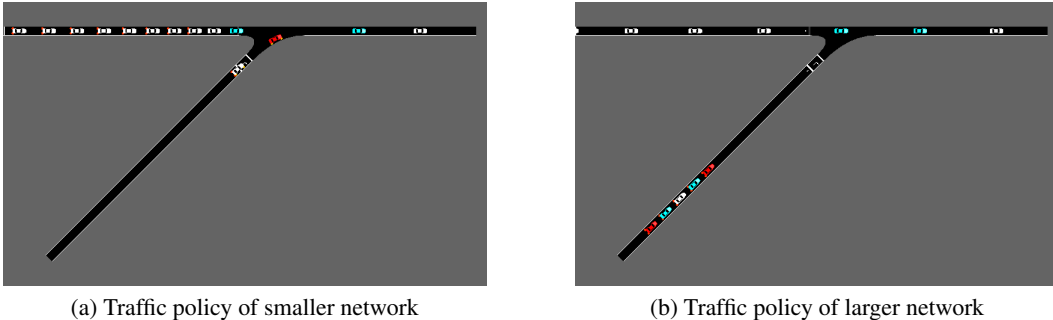 (a) Traffic policy of smaller network
(b) Traffic policy of larger network